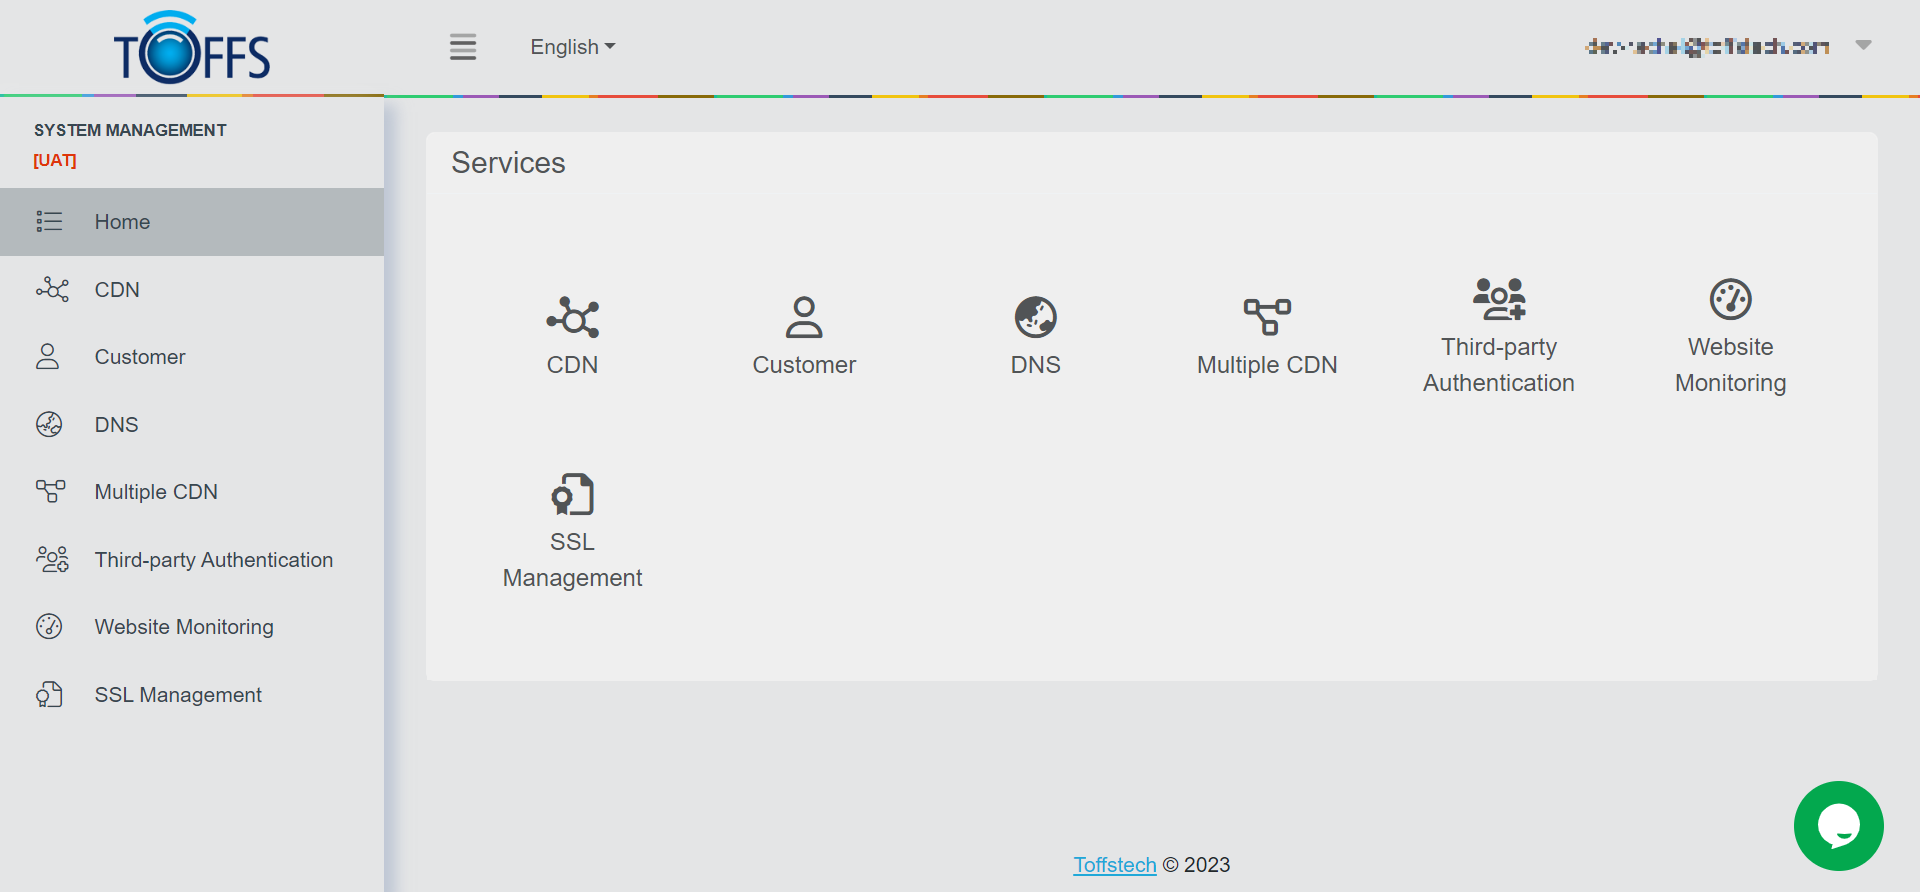 TOFFS
English
SYSTEM MANAGEMENT
[UAT]
Home
CDN
Customer
DNS
Multiple CDN
Third-party Authentication
Website Monitoring
SSL Management
Services
CDN
Customer
DNS
Multiple CDN
Third-party
Authentication
Website
Monitoring
SSL
Management
Toffstech © 2023